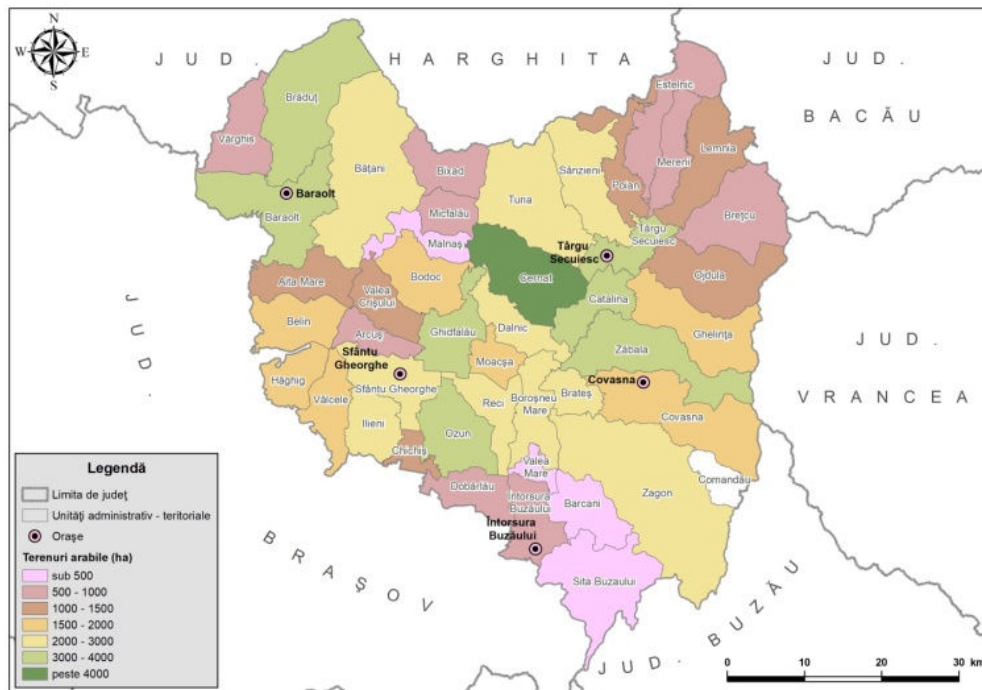 N
W E
S
JUD. HARGHITA
JUD.
BACĂU
JUD.
VRANCEA
JUD. BUZĂU
JUD.
BRAŞOV
Estelnic
Brăduţ
Vârghiş
Mereni
Lemnia
Băţani
Bixad
Sânzieni
Poian
Baraolt
Baraolt
Turia
Micfalău
Breţcu
Târgu
Secuiesc
Malnaş
Târgu
Secuiesc
Cernat
Ojdula
Aita Mare
Valea
Crişului
Bodoc
Catalina
Belin
Arcuş
Ghidfalău
Dalnic
Ghelinţa
Zăbala
Sfântu
Gheorghe
Moacşa
Hăghig
Vâlcele
Sfântu Gheorghe
Covasna
Reci
Boroşneu
Mare
Brateş
Covasna
Ilieni
Ozun
Chichiş
Valea
Mare
Comandău
Dobârlău
Întorsura
Buzăului
Barcani
Zagon
Întorsura
Buzăului
Sita Buzaului
Legendă
Limita de judeţ
Unităţi administrativ - teritoriale
Oraşe
Terenuri arabile (ha)
sub 500
500 - 1000
1000 - 1500
1500 - 2000
2000 - 3000
3000 - 4000
peste 4000
0 10 20 30 km